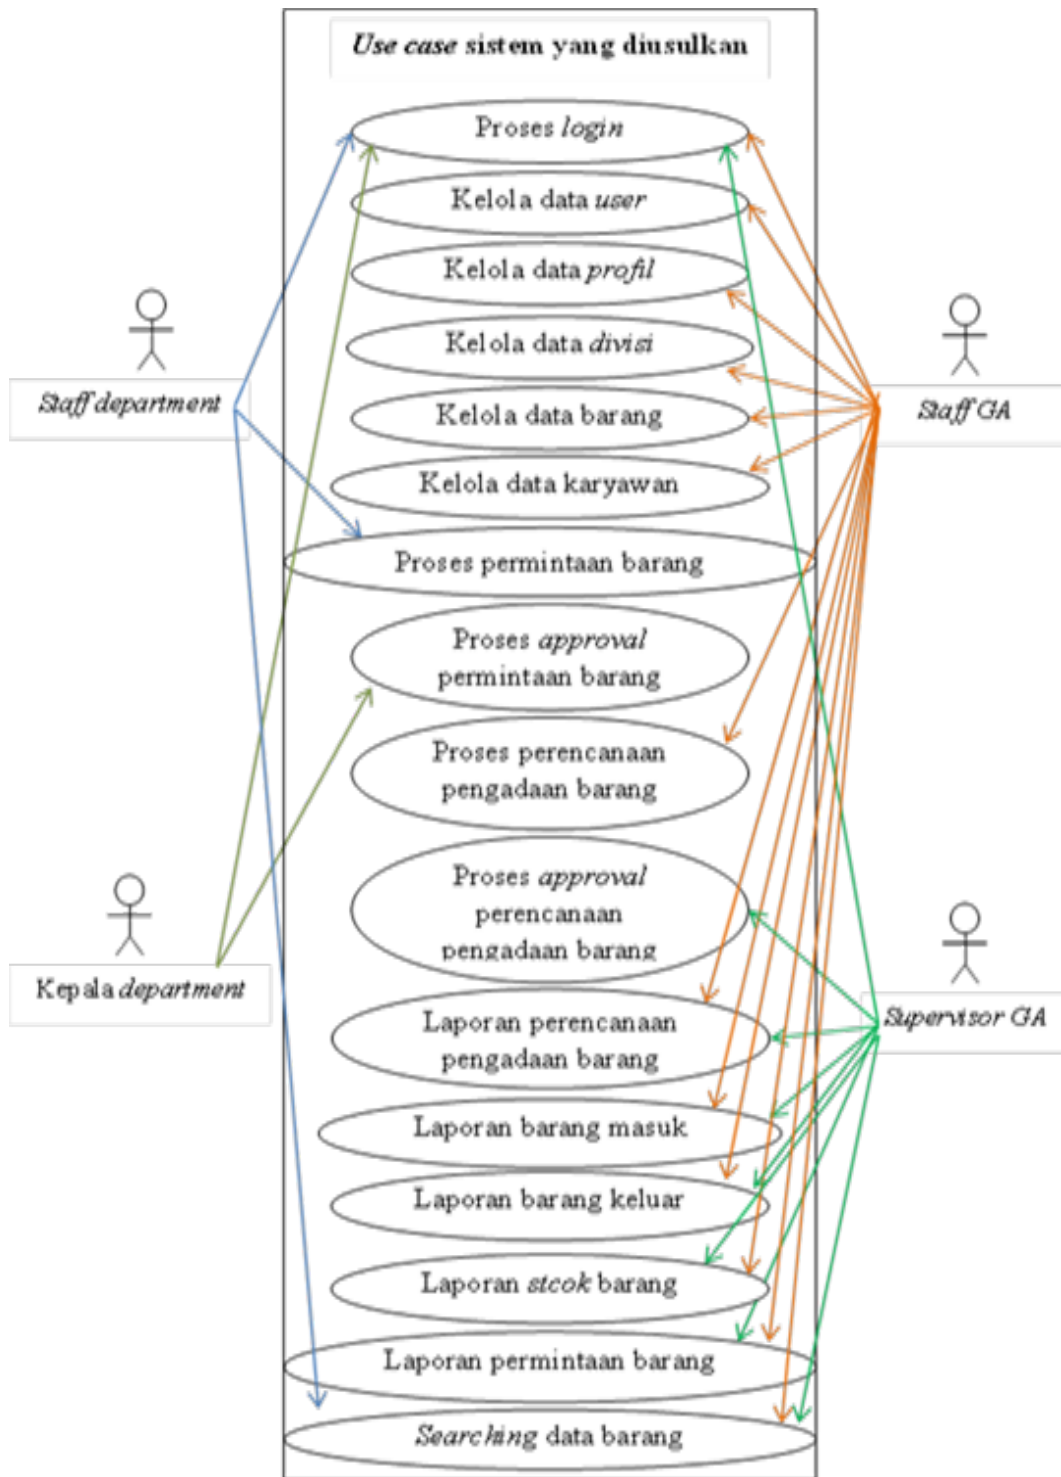 Use case sistem yang diusulkan
Proses login
Kelola data user
Kelola data profil
Kelola data divisi
Staff department
Staff GA
Kelola data barang
Kelola data karyawan
Proses permintaan barang
Proses approval
permintaan barang
Proses perencanaan
pengadaan barang
Proses approval
perencanaan
pengadaan barang
Kepala department
Supervisor GA
Laporan perencanaan
pengadaan barang
Laporan barang masuk
Laporan barang keluar
Laporan stcok barang
Laporan permintaan barang
Searching data barang